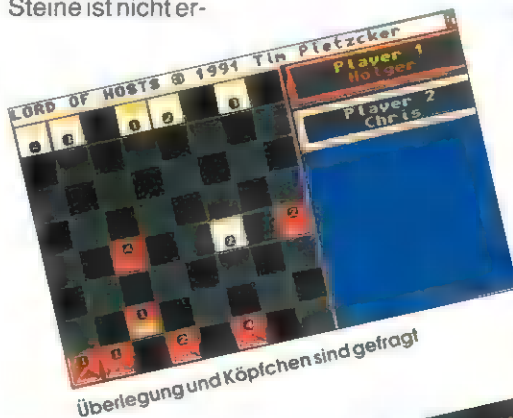 Steine ist nicht er-
LORD OF HOSTS © 1991 Tim Pietzcker
Player 1
Holger
Player 2
Chris
Überlegung und Köpfchen sind gefragt